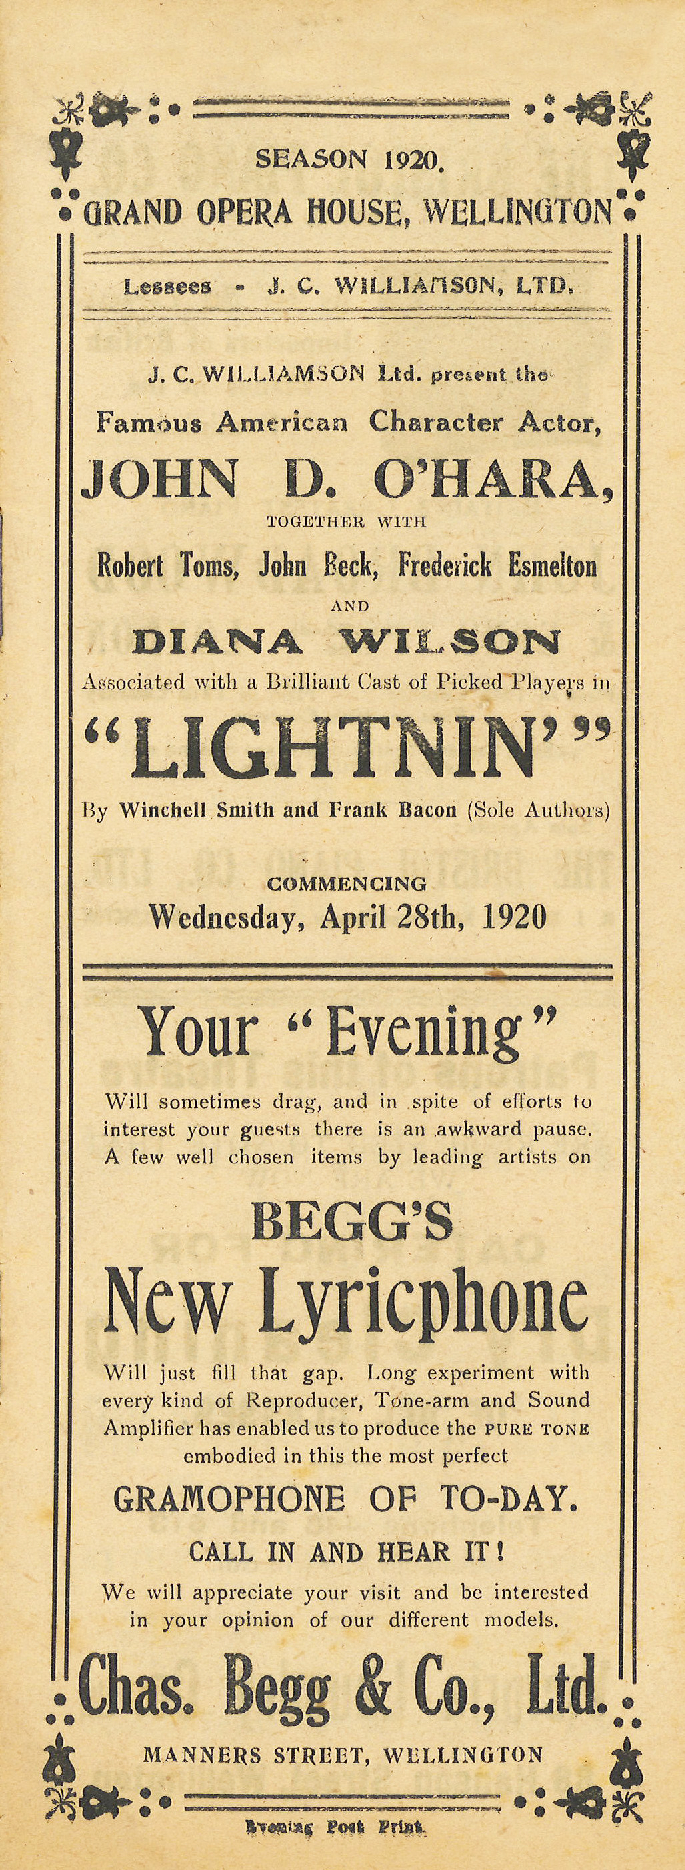 SEASON 1920.
GRAND OPERA HOUSE, WELLINGTON
Lessees - J. C. WILLIAMSON, LTD.
J. C. WILLIAMSON Ltd. present the
Famous American Character Actor,
JOHN D. O'HARA,
TOGETHER WITH
Robert Toms, John Beck, Frederick Esmelton
AND
DIANA WILSON
Associated with a Brilliant Cast of Picked Players in
“LIGHTNIN’”
By Winchell Smith and Frank Bacon (Sole Authors)
COMMENCING
Wednesday, April 28th, 1920
Your “Evening”
Will sometimes drag, and in spite of efforts to
interest your guests there is an awkward pause.
A few well chosen items by leading artists on
BEGG'S
New Lyricphone
Will just fill that gap. Long experiment with
every kind of Reproducer, Tone-arm and Sound
Amplifier has enabled us to produce the PURE TONE
embodied in this the most perfect
GRAMOPHONE OF TO-DAY.
CALL IN AND HEAR IT!
We will appreciate your visit and be interested
in your opinion of our different models.
Chas. Begg & Co., Ltd.
MANNERS STREET, WELLINGTON
Evening Post Print.